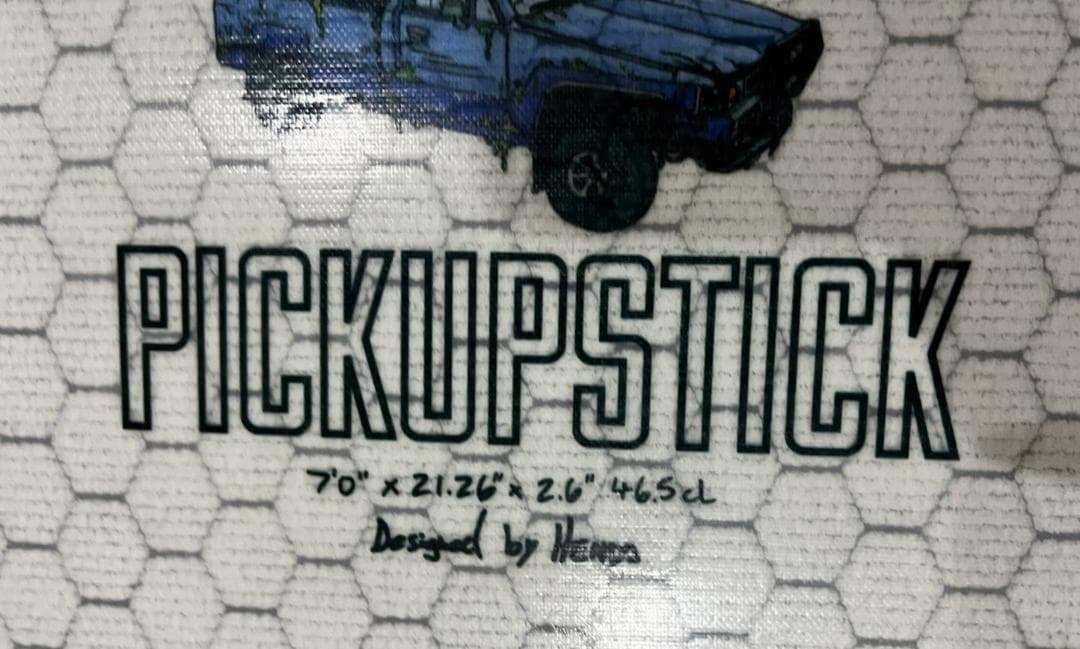 PICKUPSTICK
7'0" x 21.26" x 2.6" 46.5cL
Designed by